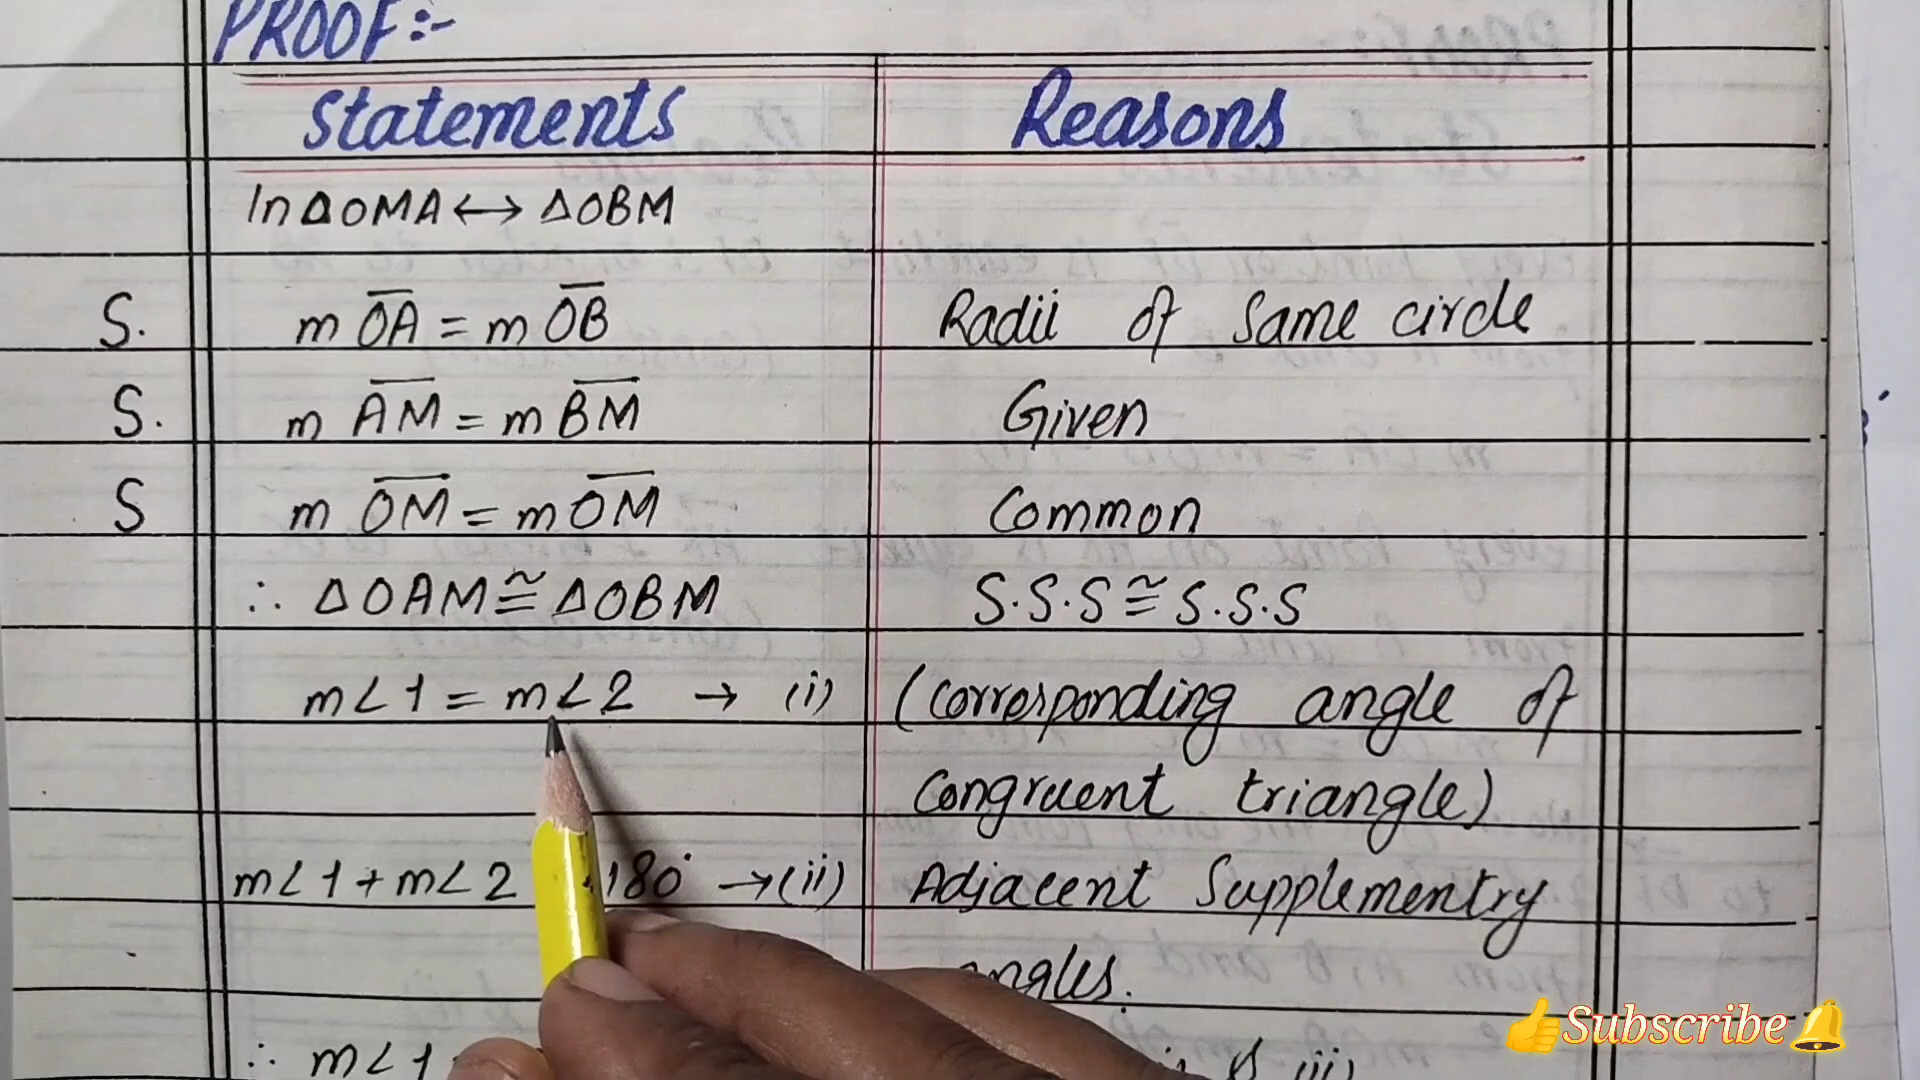 PROOF:-
Statements Reasons
In ΔOMA ↔ ΔOBM
S. m OA = m OB Radii of Same circle
S. m AM = m BM Given
S m OM = m OM Common
∴ ΔOAM ≅ ΔOBM S.S.S ≅ S.S.S
m∠1 = m∠2 → (i) (Corresponding angle of
Congruent triangle)
m∠1 + m∠2 180° → (ii) Adjacent Supplementry
angles.
∴ m∠1
👍Subscribe🔔